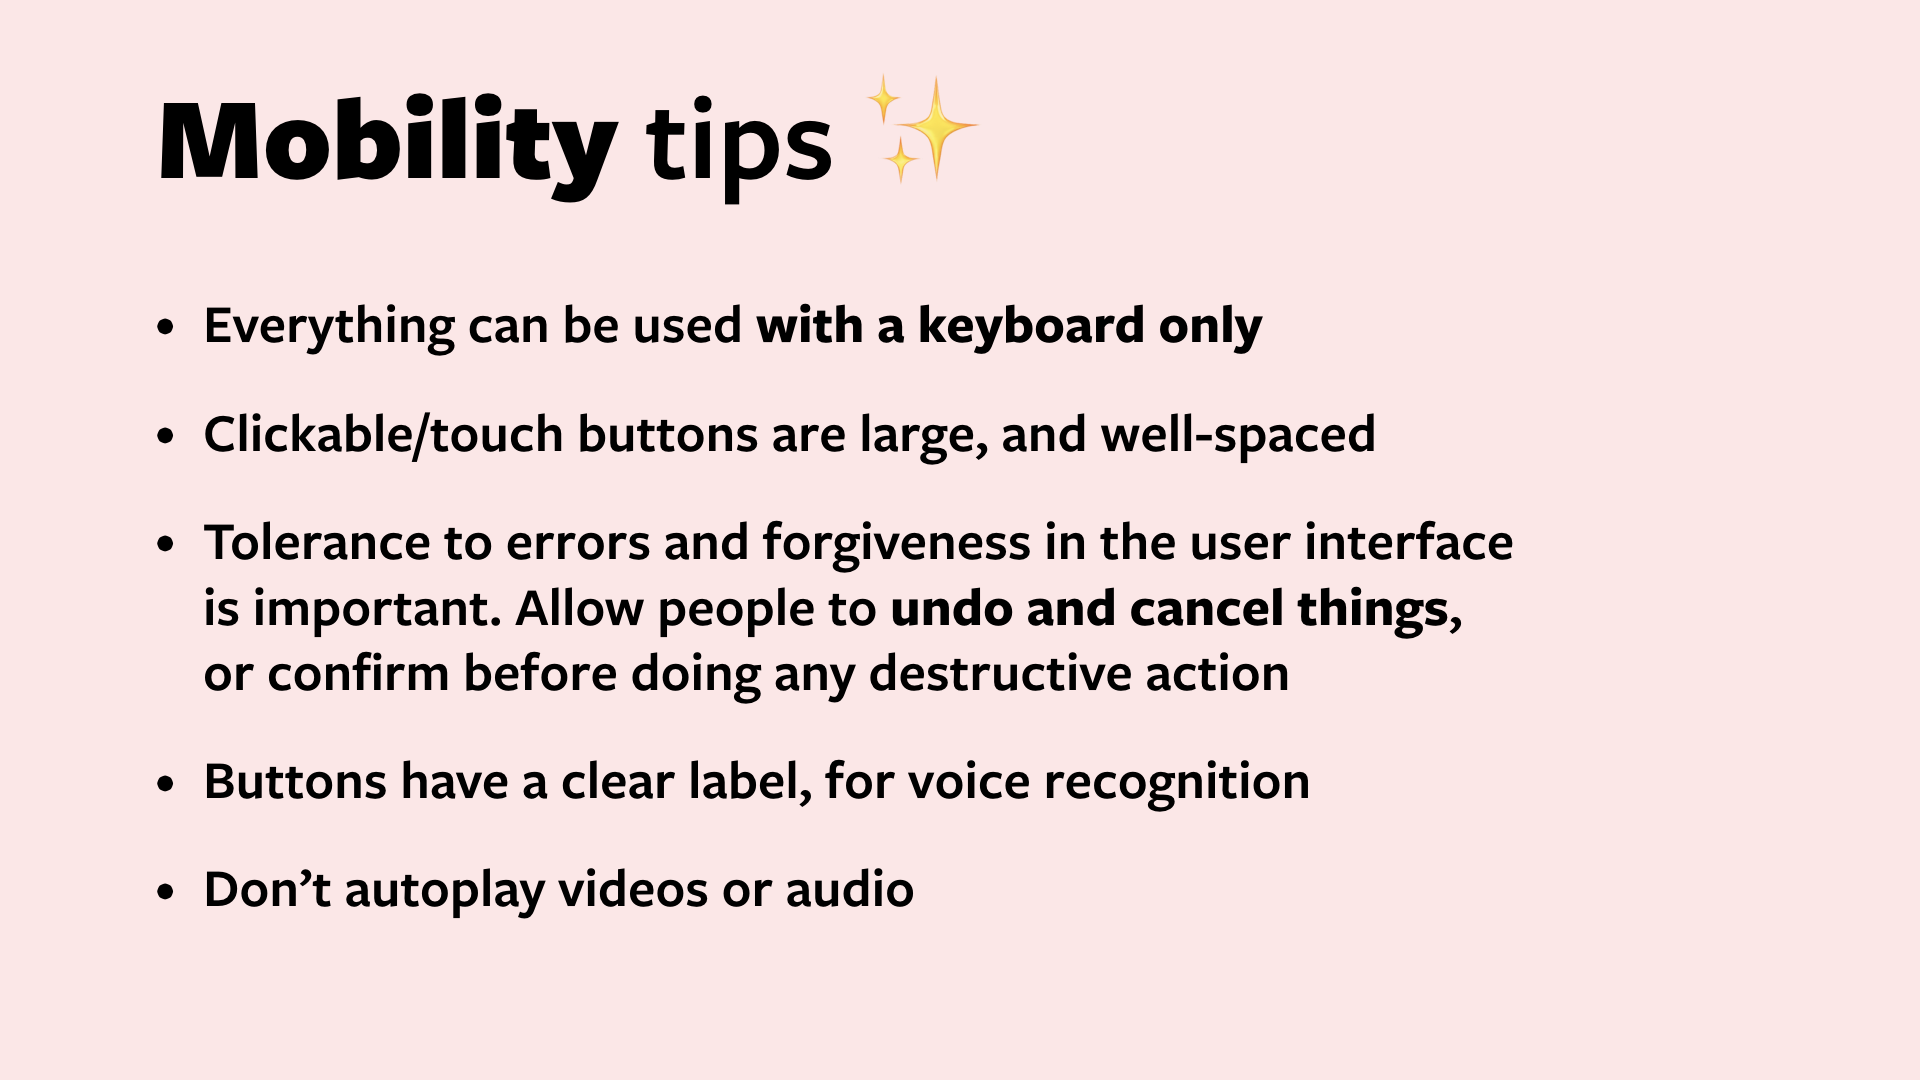 Mobility tips ✨
• Everything can be used with a keyboard only
• Clickable/touch buttons are large, and well-spaced
• Tolerance to errors and forgiveness in the user interface
is important. Allow people to undo and cancel things,
or confirm before doing any destructive action
• Buttons have a clear label, for voice recognition
• Don’t autoplay videos or audio